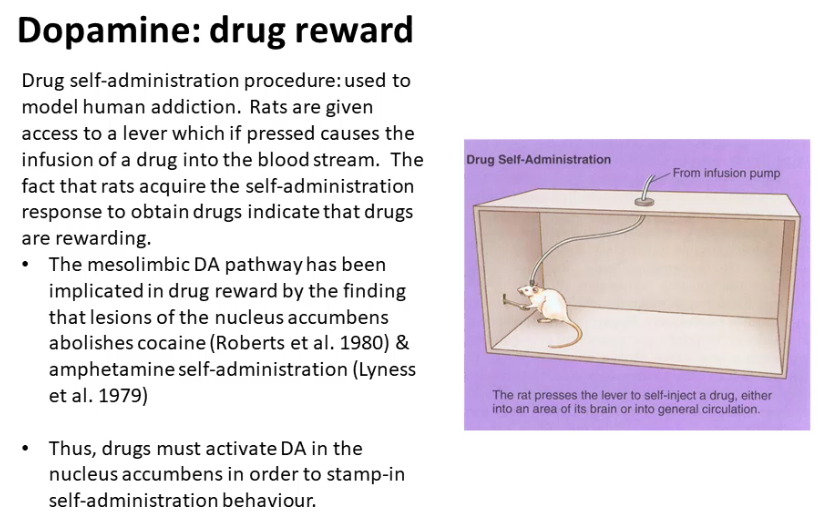 Dopamine: drug reward
Drug self-administration procedure: used to
model human addiction. Rats are given
access to a lever which if pressed causes the
infusion of a drug into the blood stream. The
fact that rats acquire the self-administration
response to obtain drugs indicate that drugs
are rewarding.
• The mesolimbic DA pathway has been
implicated in drug reward by the finding
that lesions of the nucleus accumbens
abolishes cocaine (Roberts et al. 1980) &
amphetamine self-administration (Lyness
et al. 1979)
• Thus, drugs must activate DA in the
nucleus accumbens in order to stamp-in
self-administration behaviour.
Drug Self-Administration
From infusion pump
The rat presses the lever to self-inject a drug, either
into an area of its brain or into general circulation.